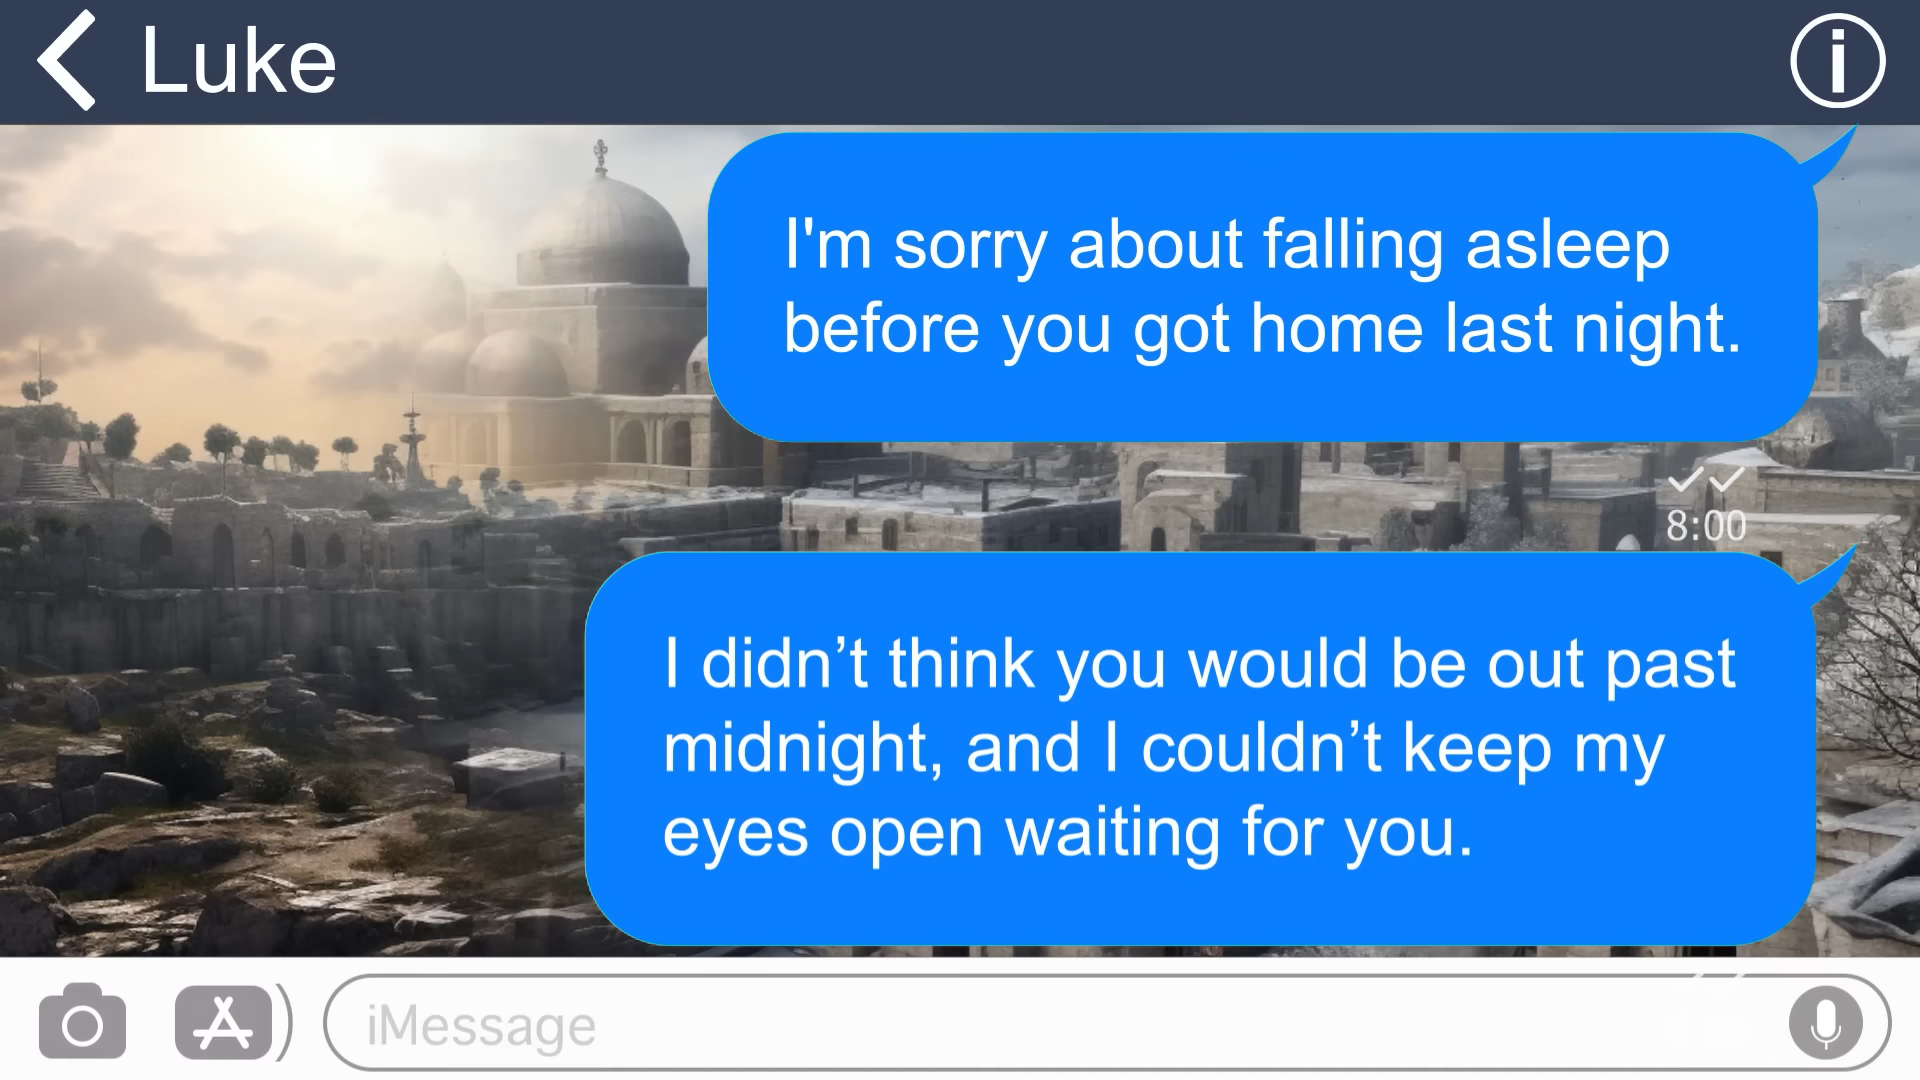 Luke
I'm sorry about falling asleep
before you got home last night.
8:00
I didn’t think you would be out past
midnight, and I couldn’t keep my
eyes open waiting for you.
iMessage